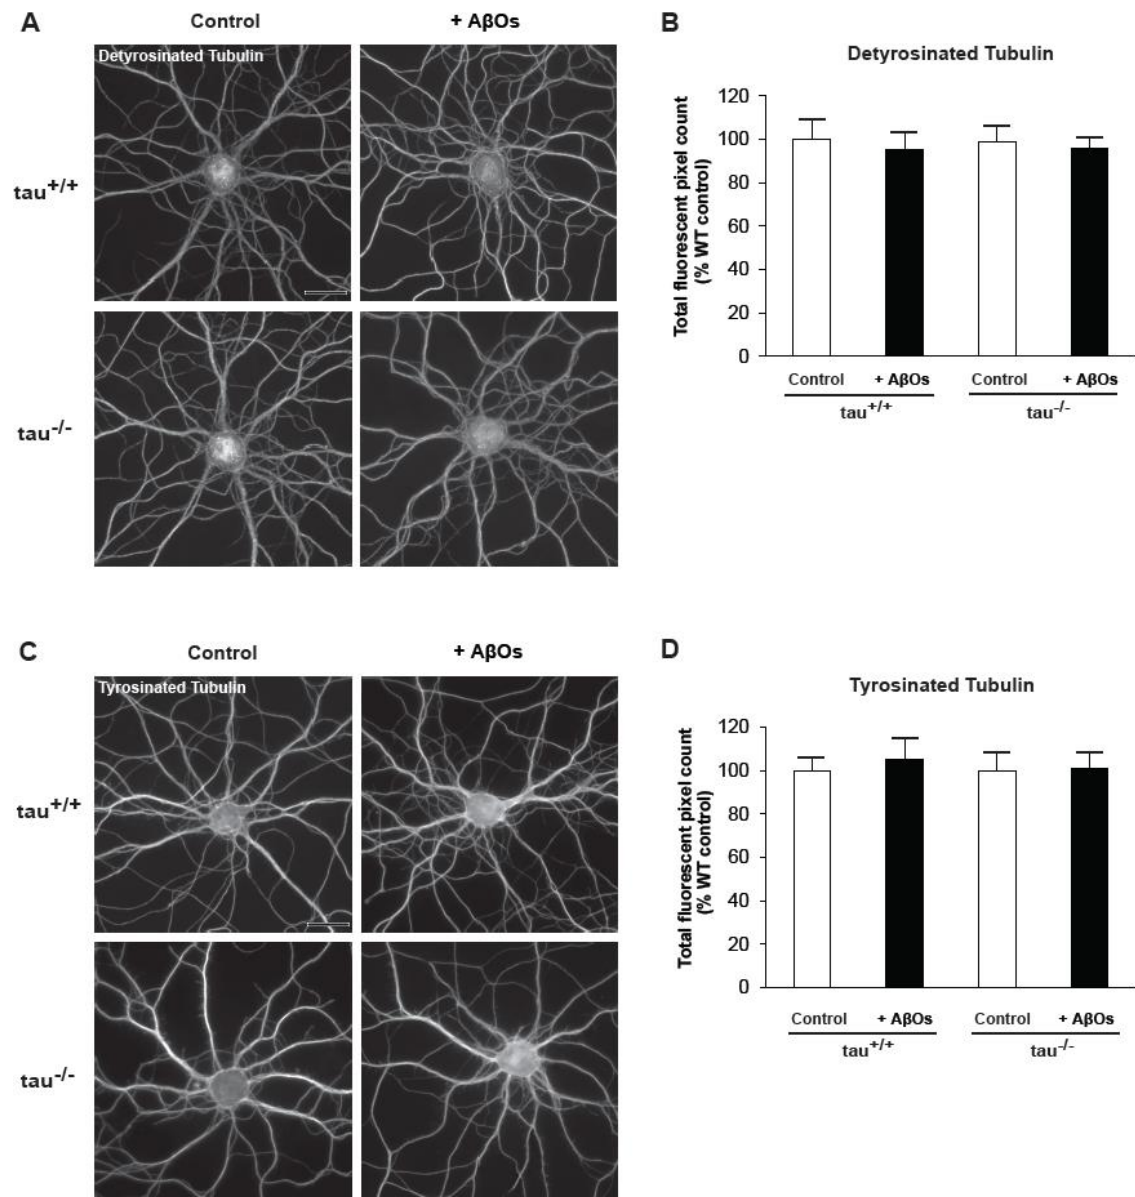 A
Control
+ AβOs
Detyrosinated Tubulin
tau+/+
tau-/-
B
Detyrosinated Tubulin
Total fluorescent pixel count
(% WT control)
120
100
80
60
40
20
0
Control
+ AβOs
Control
+ AβOs
tau+/+
tau-/-
C
Control
+ AβOs
Tyrosinated Tubulin
tau+/+
tau-/-
D
Tyrosinated Tubulin
Total fluorescent pixel count
(% WT control)
120
100
80
60
40
20
0
Control
+ AβOs
Control
+ AβOs
tau+/+
tau-/-